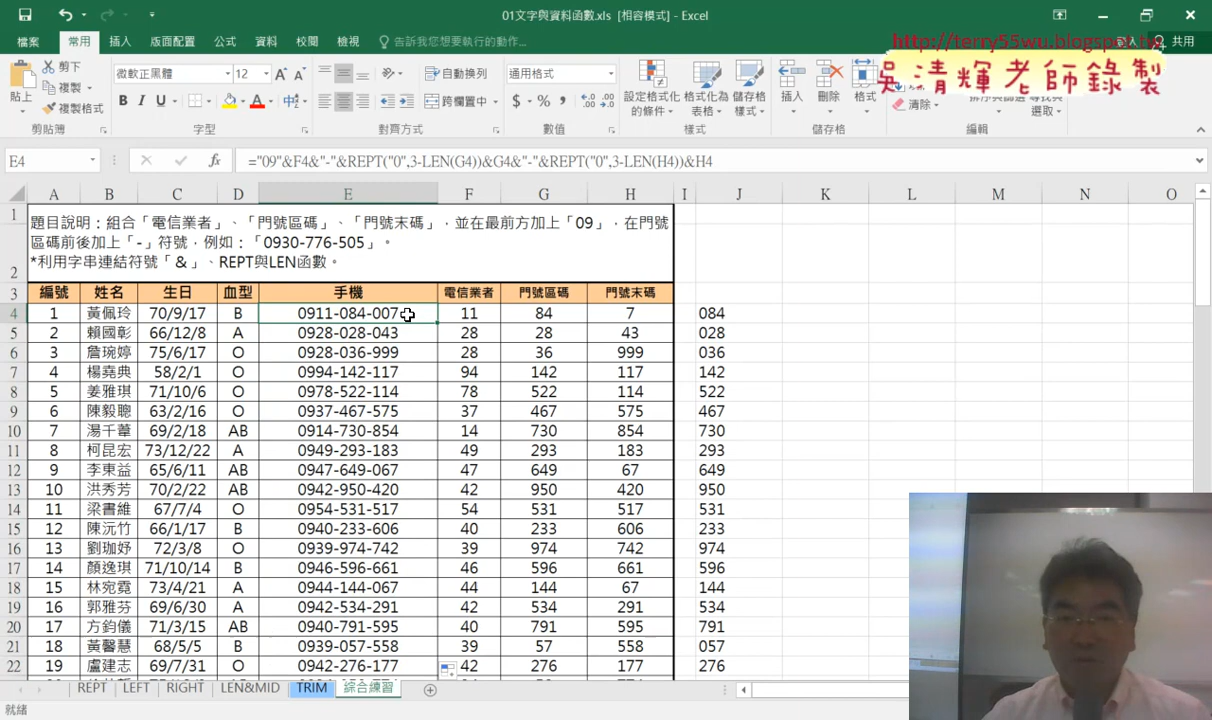 01文字與資料函數.xls [相容模式] - Excel
檔案 常用 插入 版面配置 公式 資料 校閱 檢視 告訴我您想要執行的動作... 共用
http://terry55wu.blogspot.tw
吳清輝老師錄製
貼上 剪下 複製 複製格式 剪貼簿
微軟正黑體 12 B I U 字型
自動換列 跨欄置中 對齊方式
通用格式 $ % 數值
設定格式化的條件 格式化為表格 儲存格樣式 樣式
插入 刪除 格式 儲存格
清除 編輯
E4 ="09"&F4&"-"&REPT("0",3-LEN(G4))&G4&"-"&REPT("0",3-LEN(H4))&H4
A B C D E F G H I J K L M N O
1 題目說明：組合「電信業者」、「門號區碼」、「門號末碼」，並在最前方加上「09」，在門號
區碼前後加上「-」符號，例如：「0930-776-505」。
2 *利用字串連結符號「&」、REPT與LEN函數。
3 編號 姓名 生日 血型 手機 電信業者 門號區碼 門號末碼
4 1 黃佩玲 70/9/17 B 0911-084-007 11 84 7 084
5 2 賴國彰 66/12/8 A 0928-028-043 28 28 43 028
6 3 詹琬婷 75/6/17 O 0928-036-999 28 36 999 036
7 4 楊堯典 58/2/1 O 0994-142-117 94 142 117 142
8 5 姜雅琪 71/10/6 O 0978-522-114 78 522 114 522
9 6 陳毅聰 63/2/16 O 0937-467-575 37 467 575 467
10 7 湯千葦 69/2/18 AB 0914-730-854 14 730 854 730
11 8 柯昆宏 73/12/22 A 0949-293-183 49 293 183 293
12 9 李東益 65/6/11 AB 0947-649-067 47 649 67 649
13 10 洪秀芳 70/2/22 AB 0942-950-420 42 950 420 950
14 11 梁書維 67/7/4 O 0954-531-517 54 531 517 531
15 12 陳沅竹 66/1/17 B 0940-233-606 40 233 606 233
16 13 劉珈妤 72/3/8 O 0939-974-742 39 974 742 974
17 14 顏逸琪 71/10/14 B 0946-596-661 46 596 661 596
18 15 林宛霓 73/4/21 A 0944-144-067 44 144 67 144
19 16 郭雅芬 69/6/30 A 0942-534-291 42 534 291 534
20 17 方鈞儀 71/3/15 AB 0940-791-595 40 791 595 791
21 18 黃馨慧 68/5/5 B 0939-057-558 39 57 558 057
22 19 盧建志 69/7/31 O 0942-276-177 42 276 177 276
REPT LEFT RIGHT LEN&MID TRIM 綜合練習
就緒